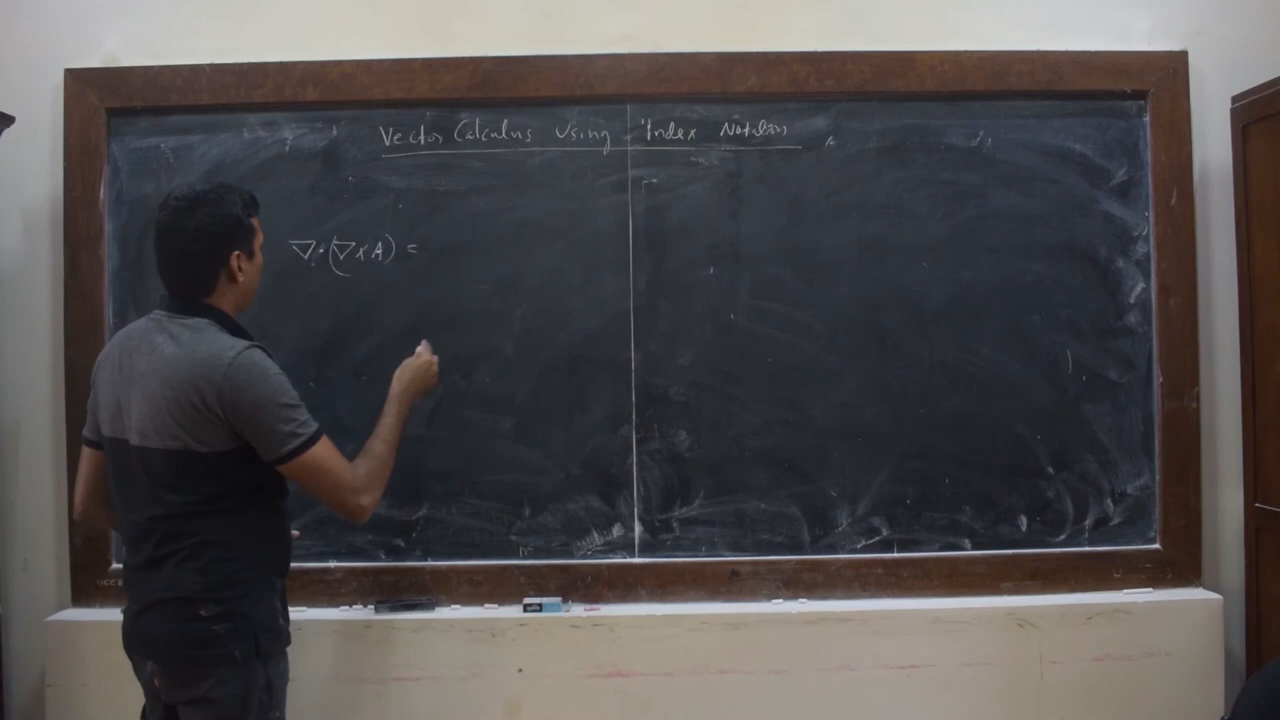 Vector Calculus Using Index Notation
∇·(∇×A) =